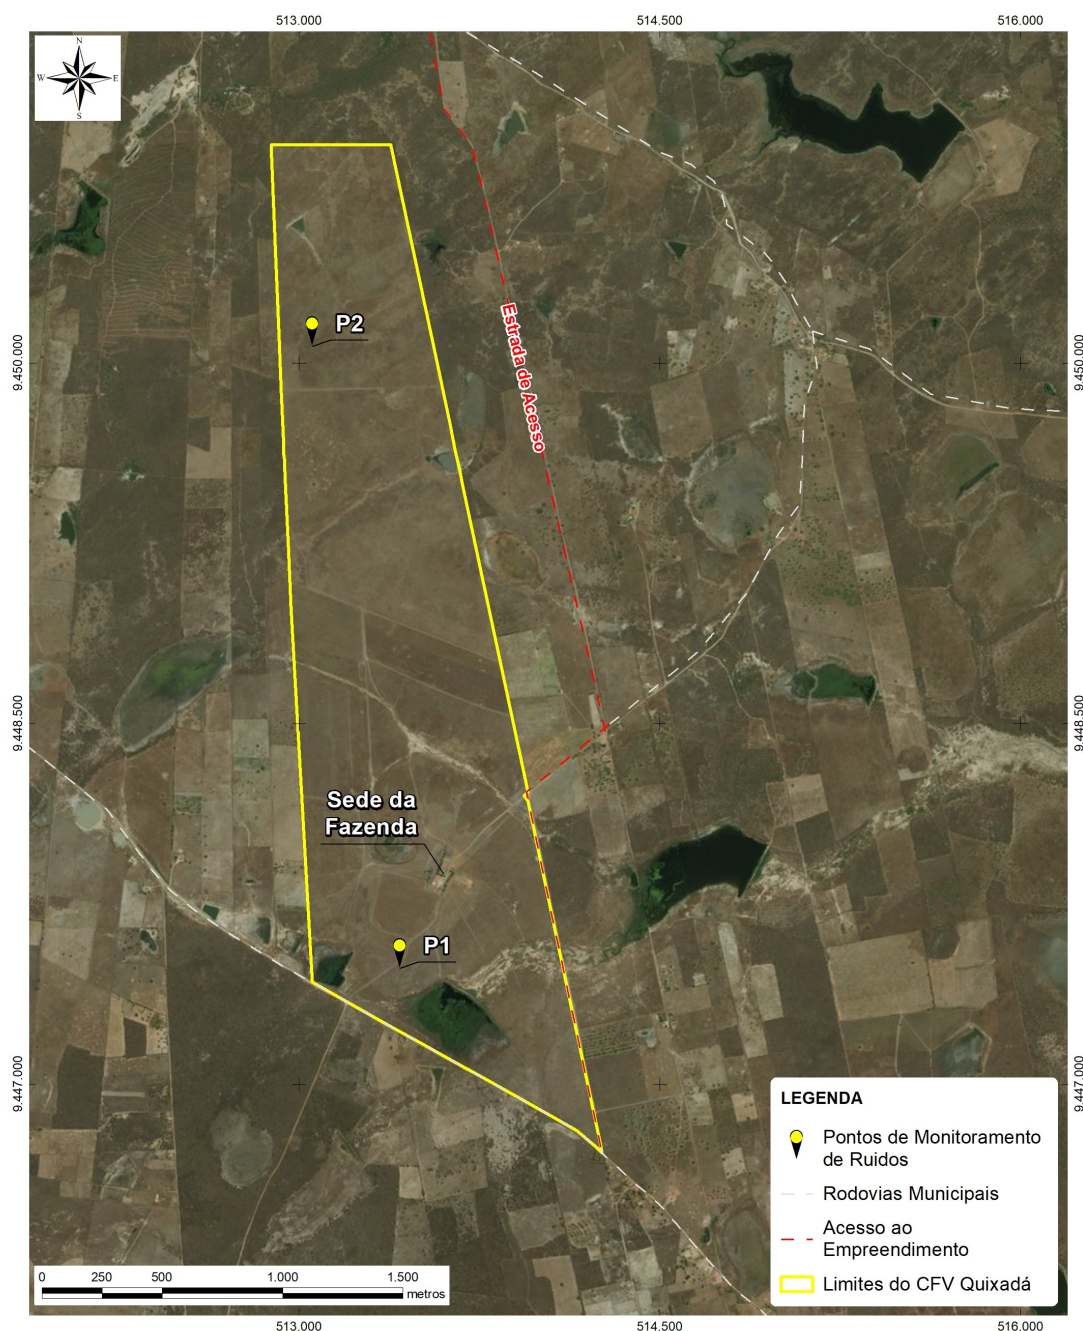 513.000
514.500
516.000
N
W
E
S
P2
Estrada de Acesso
9.450.000
9.450.000
9.448.500
9.448.500
Sede da
Fazenda
P1
9.447.000
9.447.000
LEGENDA
Pontos de Monitoramento
de Ruidos
Rodovias Municipais
Acesso ao
Empreendimento
Limites do CFV Quixadá
0
250
500
1.000
1.500
metros
513.000
514.500
516.000